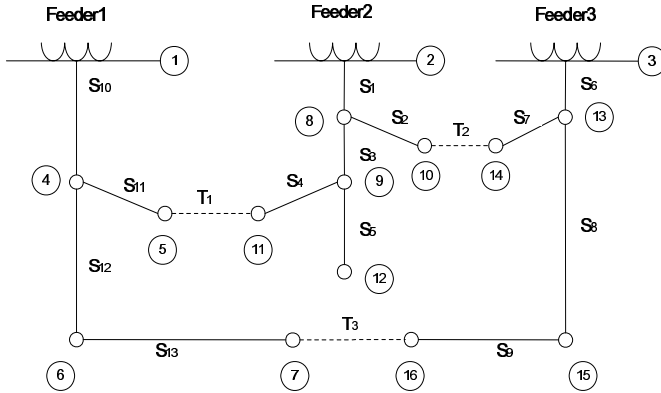 Feeder1 Feeder2 Feeder3
1 2 3
S10 S1 S6
8 S2 T2 S7 13
S3 10 14
4 S11 T1 S4 9
5 11 S5 S8
S12 12
T3
S13 S9
6 7 16 15